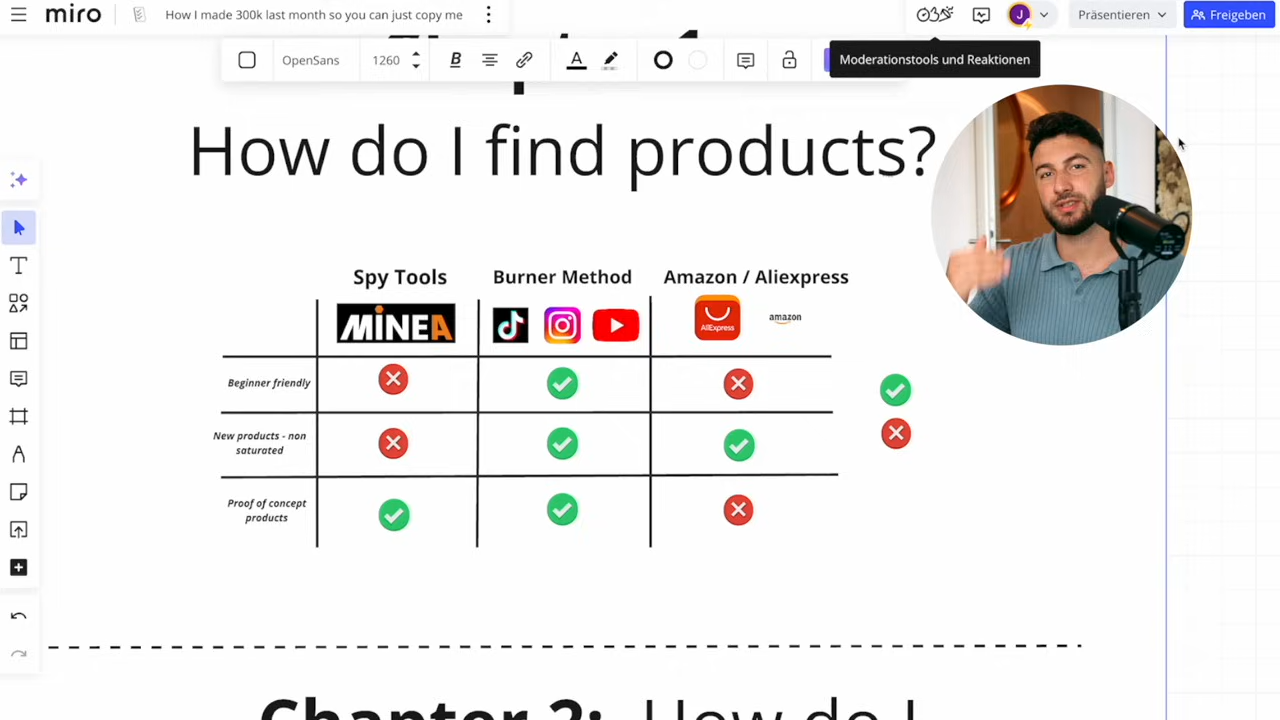 miro
How I made 300k last month so you can just copy me
J
Präsentieren
Freigeben
OpenSans
1260
B
A
Moderationstools und Reaktionen
How do I find products?
Spy Tools
Burner Method
Amazon / Aliexpress
MINEA
AliExpress
amazon
Beginner friendly
New products - non
saturated
Proof of concept
products
Chapter 2: How do I